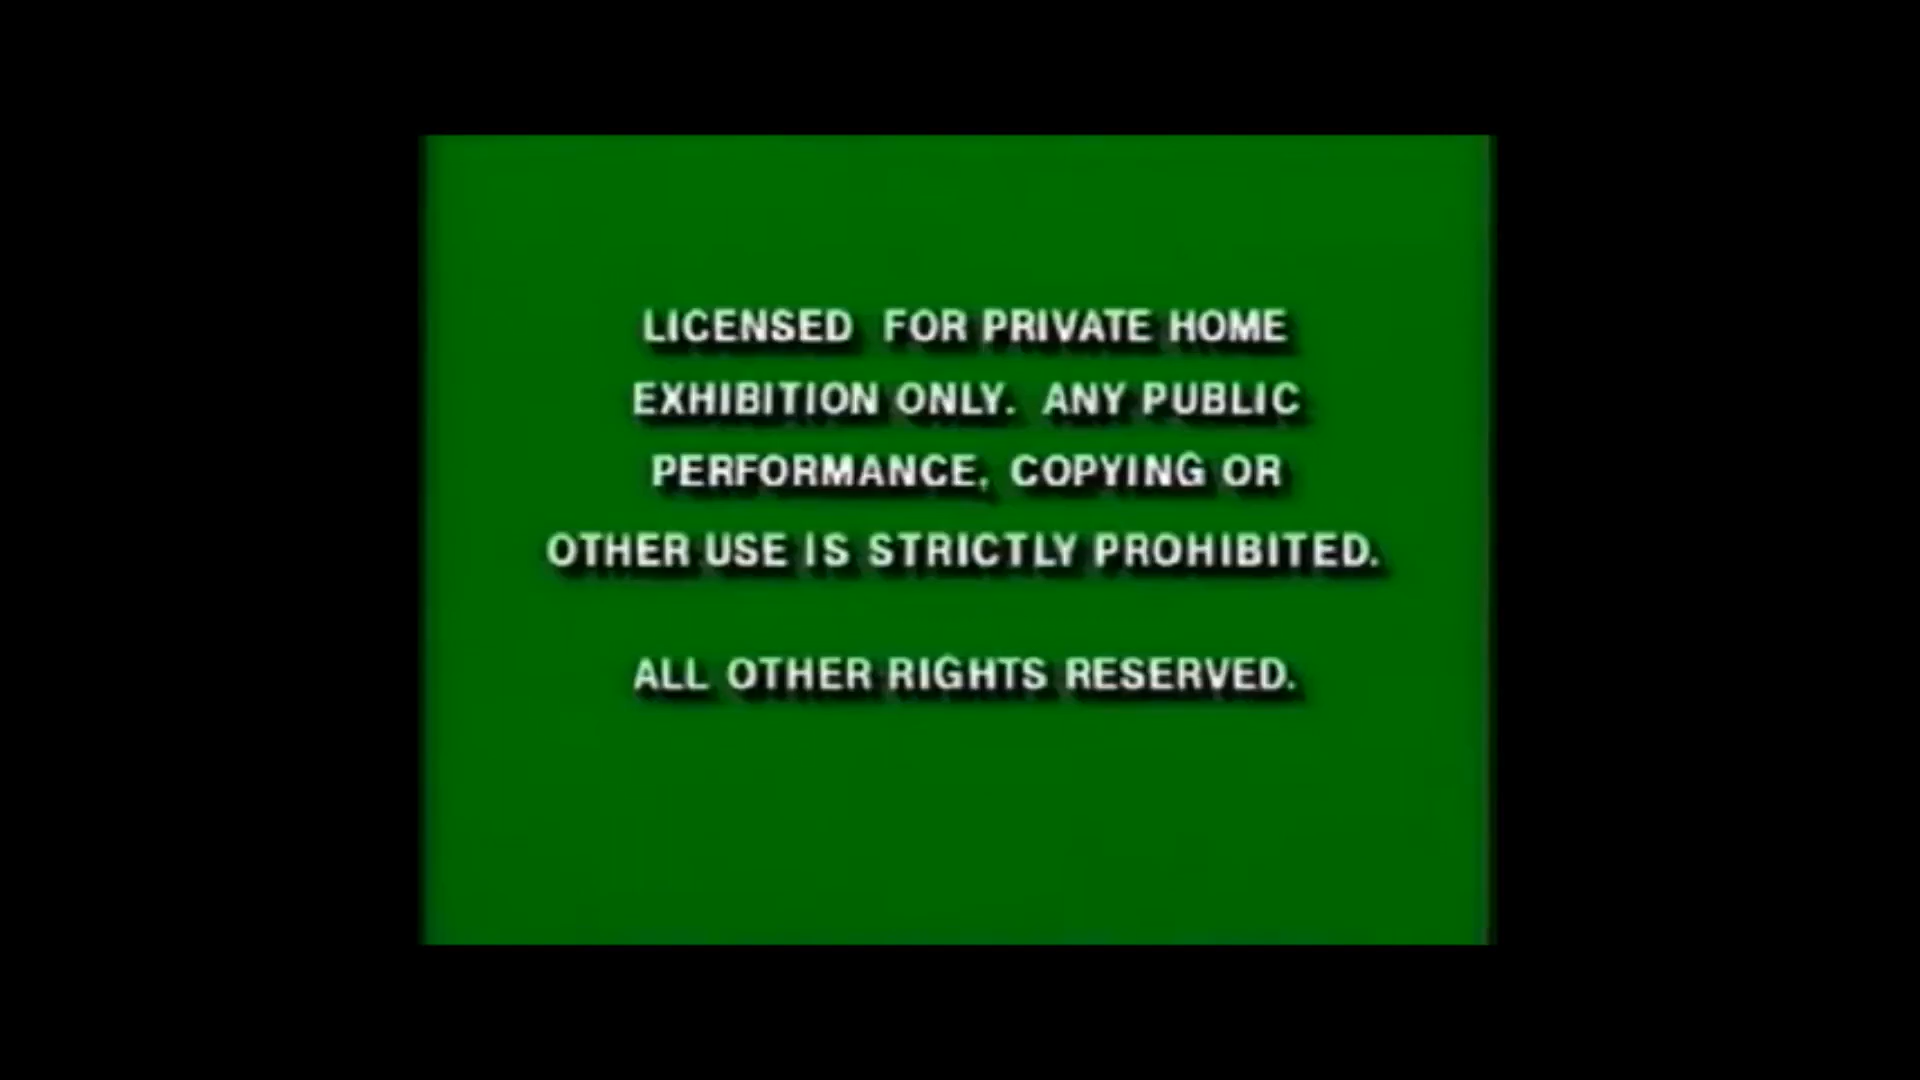 LICENSED FOR PRIVATE HOME
EXHIBITION ONLY. ANY PUBLIC
PERFORMANCE, COPYING OR
OTHER USE IS STRICTLY PROHIBITED.
ALL OTHER RIGHTS RESERVED.